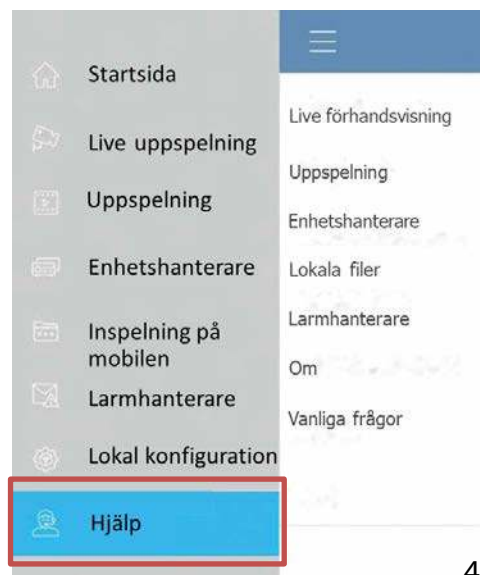 Startsida
Live uppspelning
Uppspelning
Enhetshanterare
Inspelning på
mobilen
Larmhanterare
Lokal konfiguration
Hjälp
Live förhandsvisning
Uppspelning
Enhetshanterare
Lokala filer
Larmhanterare
Om
Vanliga frågor
4